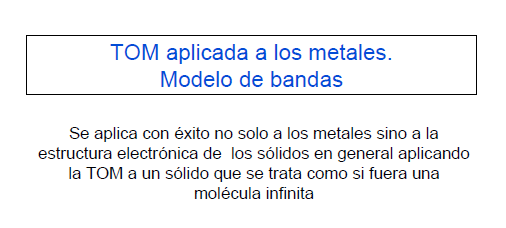 TOM aplicada a los metales.
Modelo de bandas
Se aplica con éxito no solo a los metales sino a la
estructura electrónica de los sólidos en general aplicando
la TOM a un sólido que se trata como si fuera una
molécula infinita